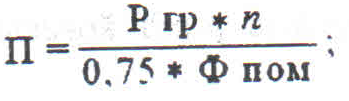 П = Р гр * n
0,75 * Ф пом ;